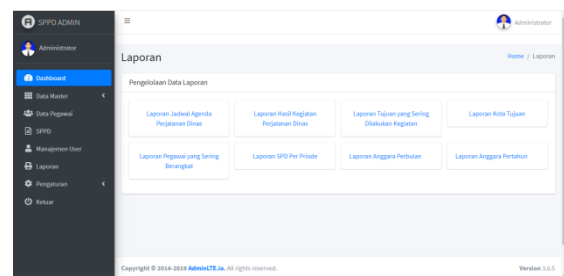 SPPD ADMIN
Administrator
Administrator
Dashboard
Data Master
Data Pegawai
SPPD
Manajemen User
Laporan
Pengaturan
Keluar
Laporan
Home / Laporan
Pengelolaan Data Laporan
Laporan Jadwal Agenda
Perjalanan Dinas
Laporan Hasil Kegiatan
Perjalanan Dinas
Laporan Tujuan yang Sering
Dilakukan Kegiatan
Laporan Kota Tujuan
Laporan Pegawai yang Sering
Berangkat
Laporan SPD Per Priode
Laporan Anggara Perbulan
Laporan Anggara Pertahun
Copyright © 2014-2019 AdminLTE.io. All rights reserved.
Version 3.0.5